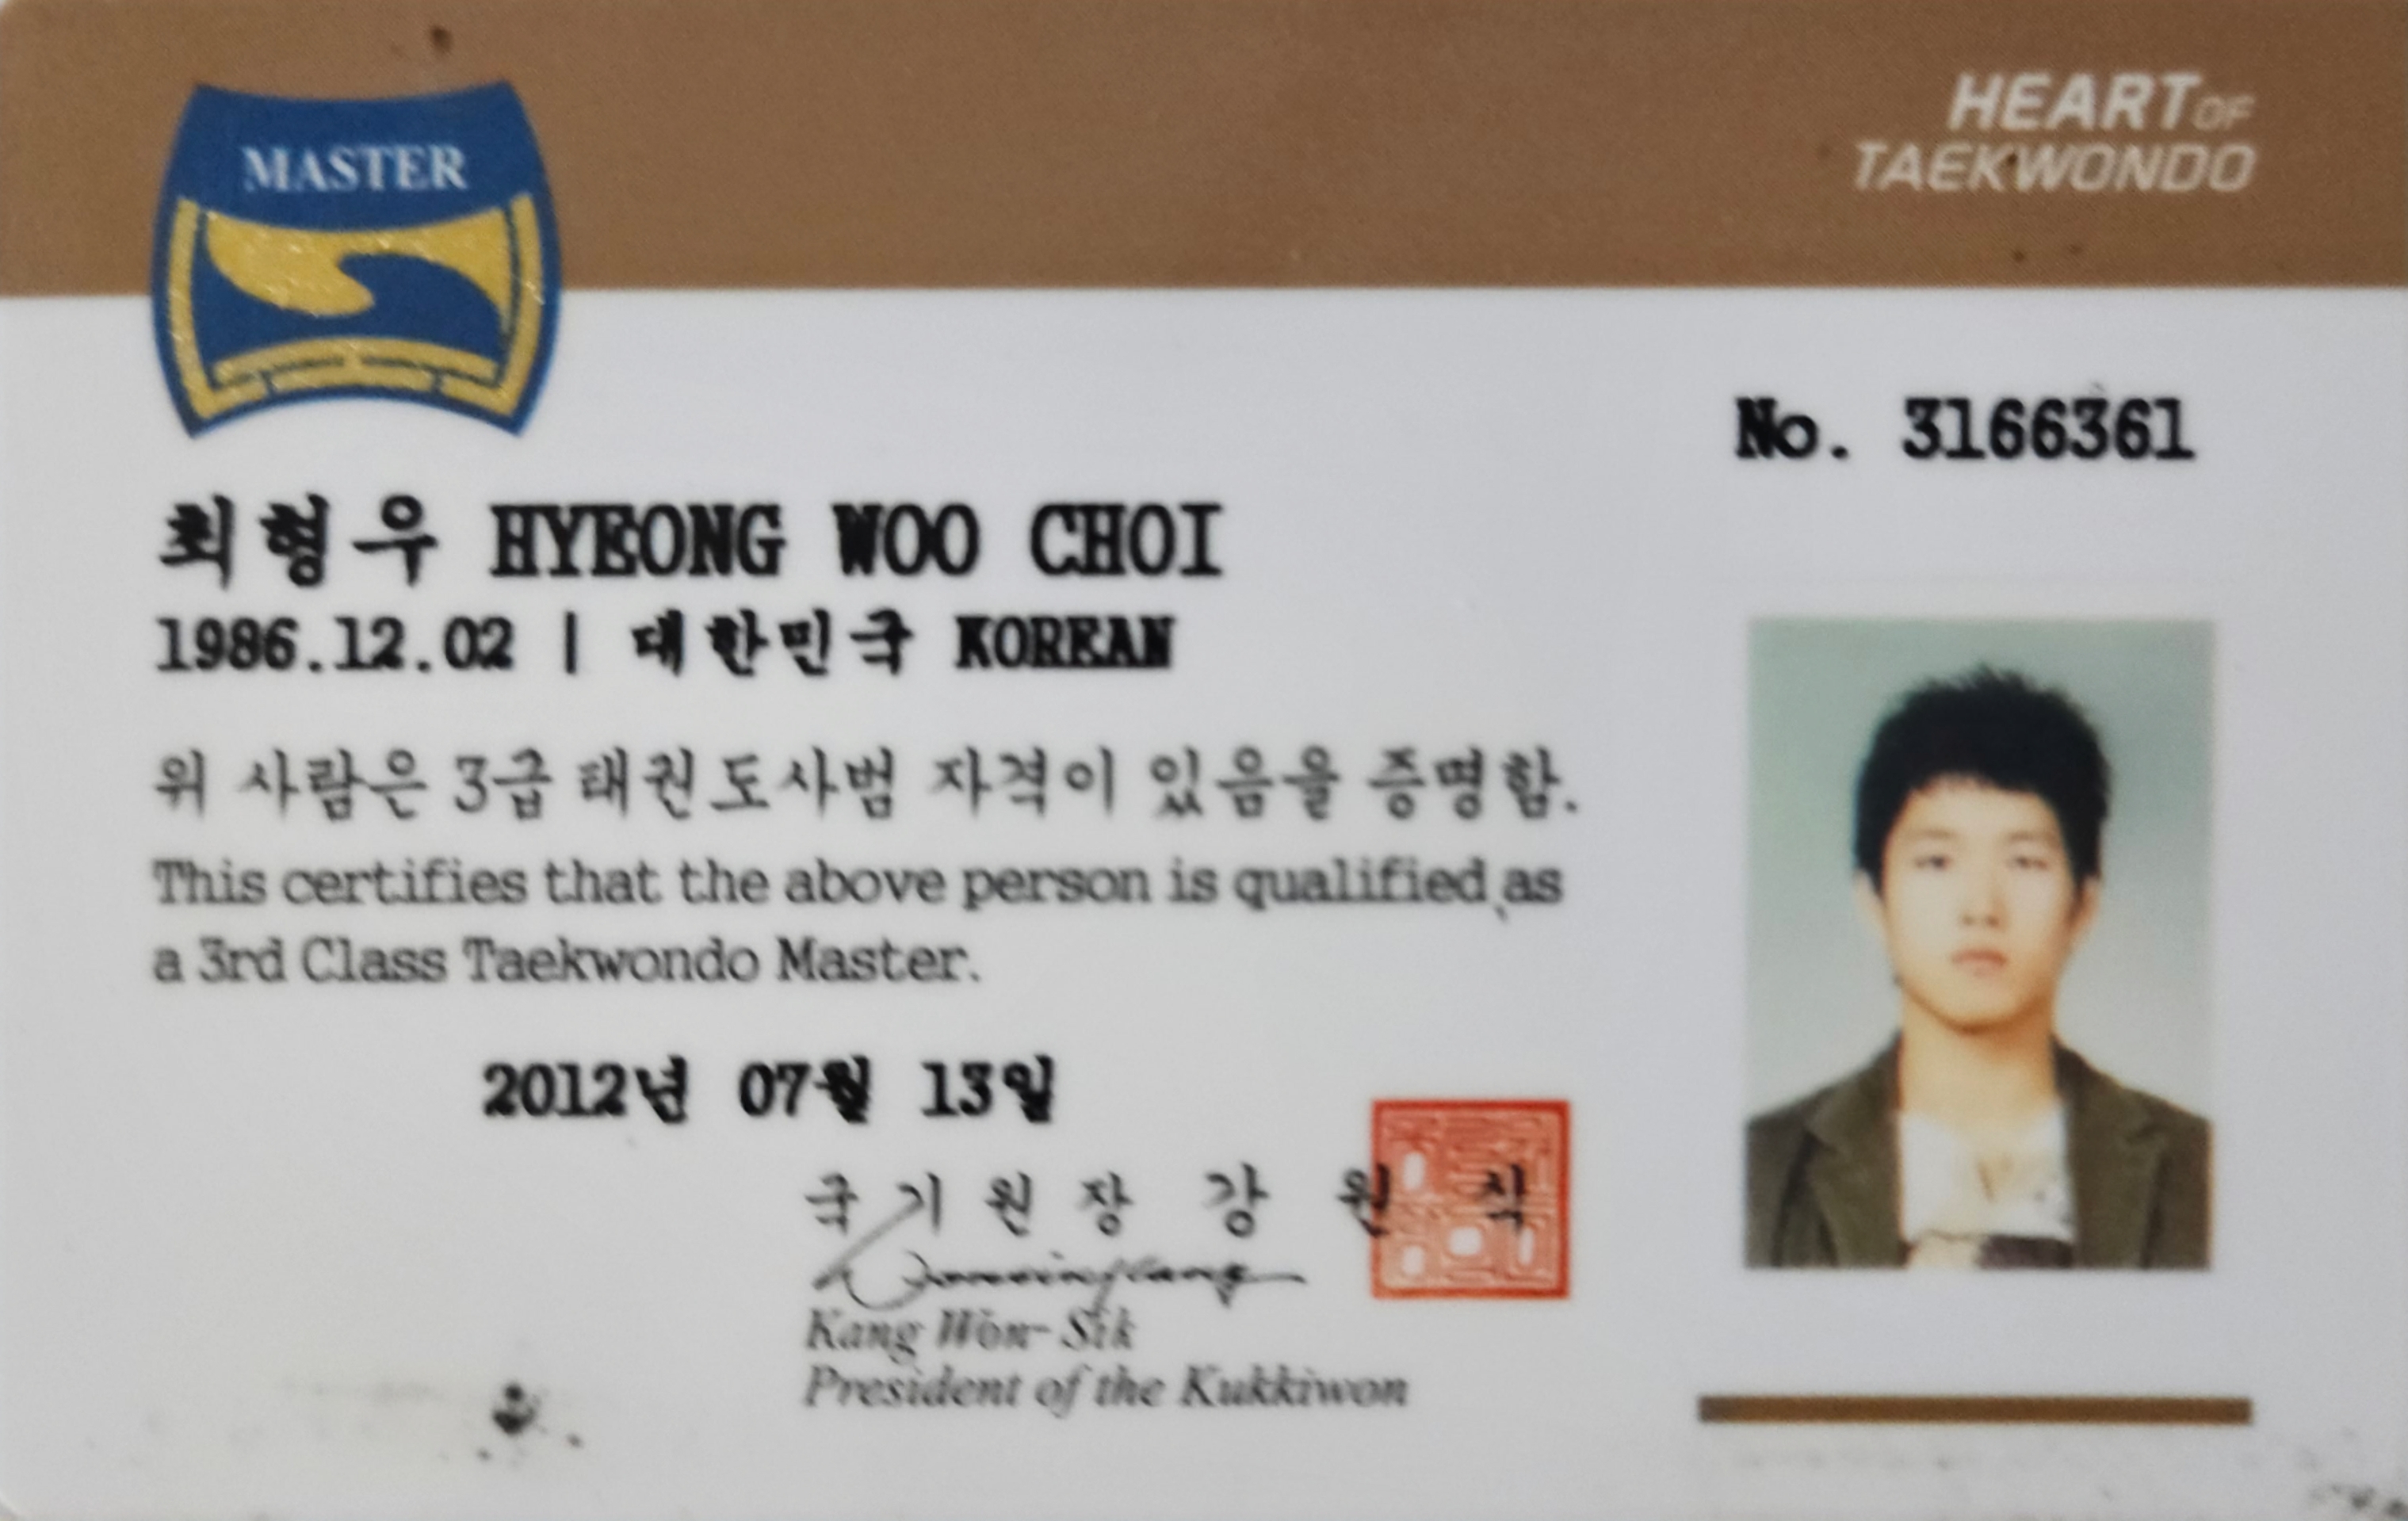 MASTER
HEART OF
TAEKWONDO
No. 3166361
최형우 HYEONG WOO CHOI
1986.12.02 | 대한민국 KOREAN
위 사람은 3급 태권도사범 자격이 있음을 증명함.
This certifies that the above person is qualified as
a 3rd Class Taekwondo Master.
2012년 07월 13일
국기원장 강 원 식
Kang Won-Sik
President of the Kukkiwon